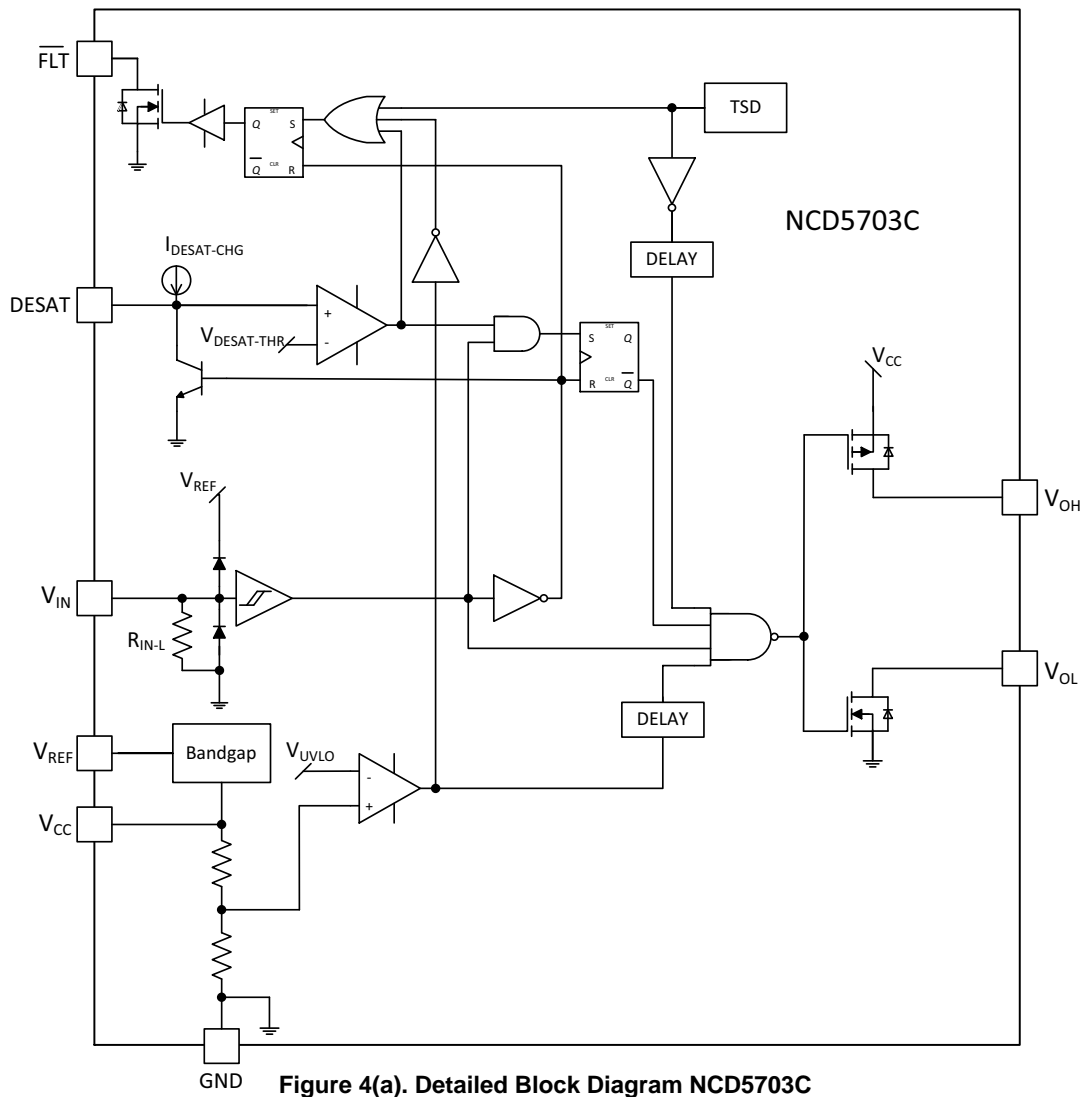 FLT
SET
Q
S
Q
CLR
R
TSD
NCD5703C
DELAY
IDESAT-CHG
DESAT
+
VDESAT-THR
-
SET
S
Q
R
CLR
Q
VCC
VREF
VOH
VIN
RIN-L
VOL
DELAY
VREF
Bandgap
VUVLO
-
+
VCC
GND
Figure 4(a). Detailed Block Diagram NCD5703C